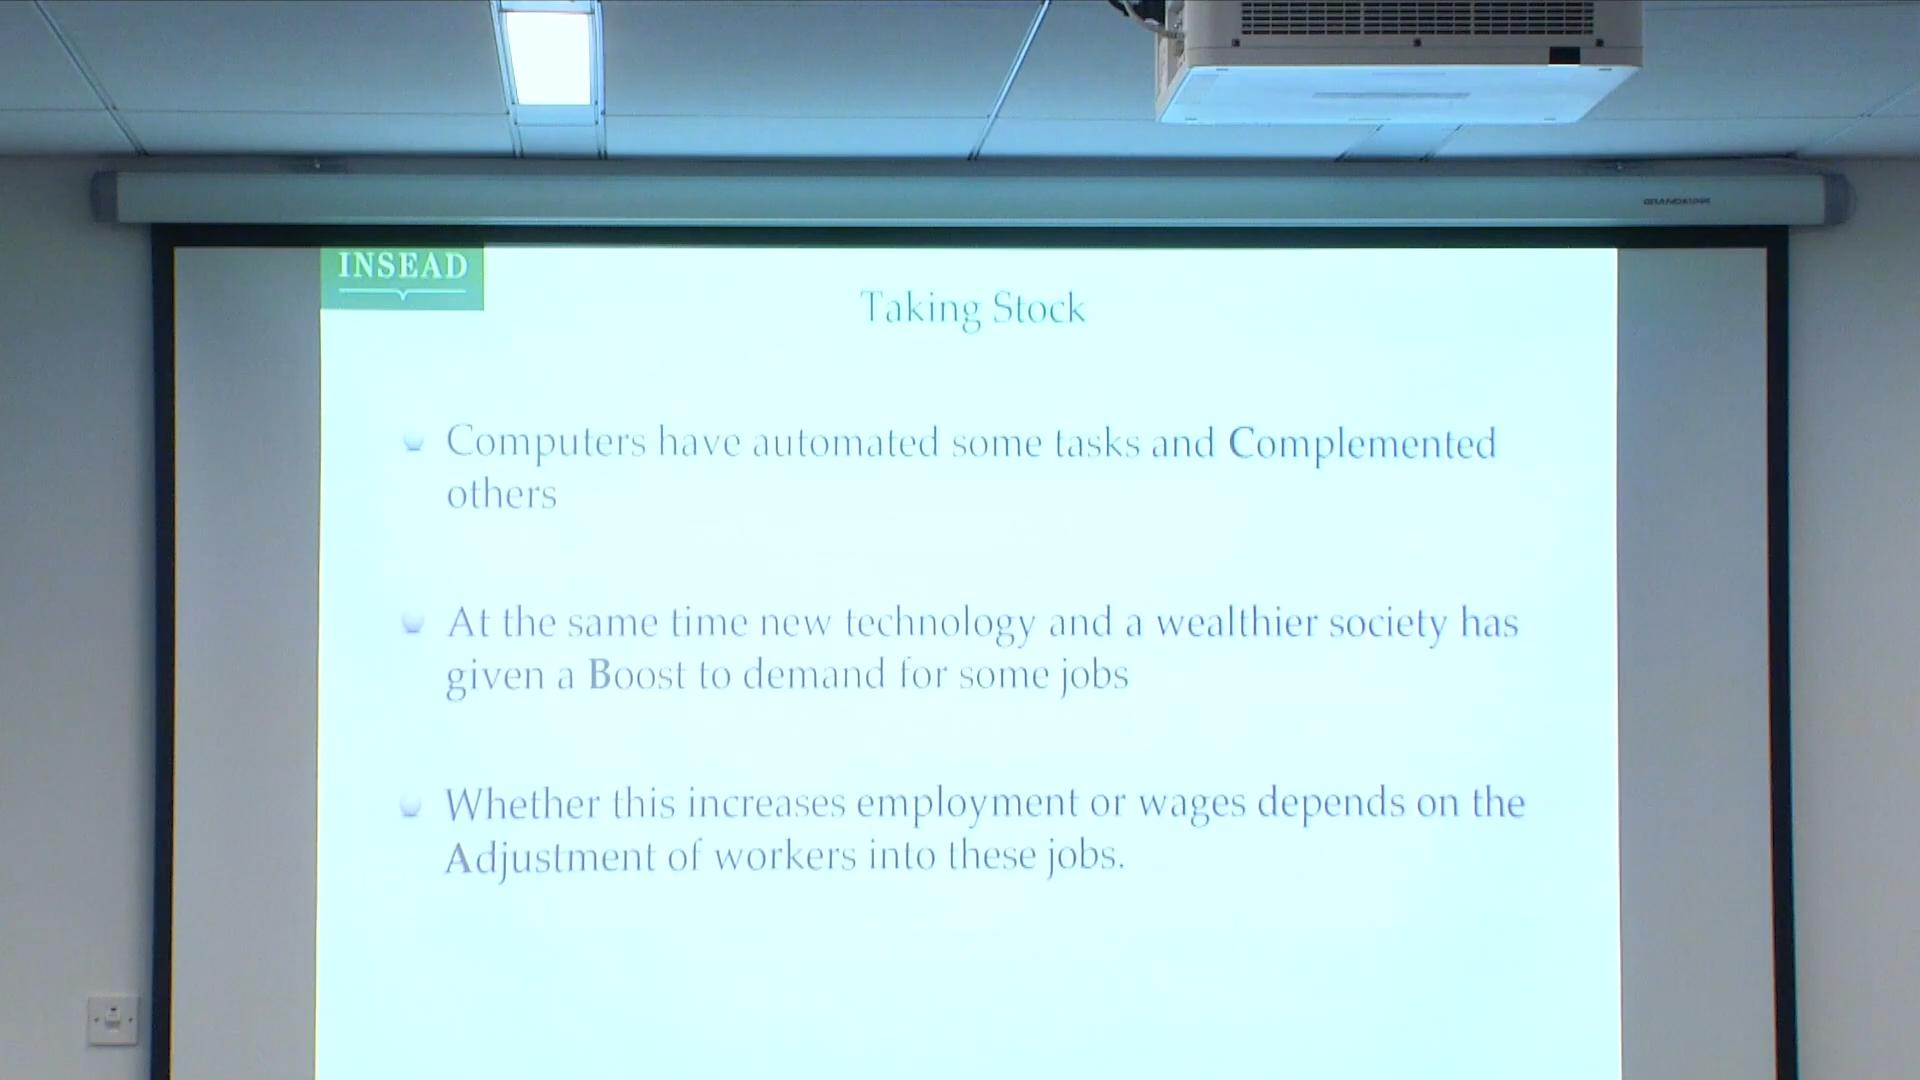 INSEAD
Taking Stock
Computers have automated some tasks and Complemented
others
At the same time new technology and a wealthier society has
given a Boost to demand for some jobs
Whether this increases employment or wages depends on the
Adjustment of workers into these jobs.